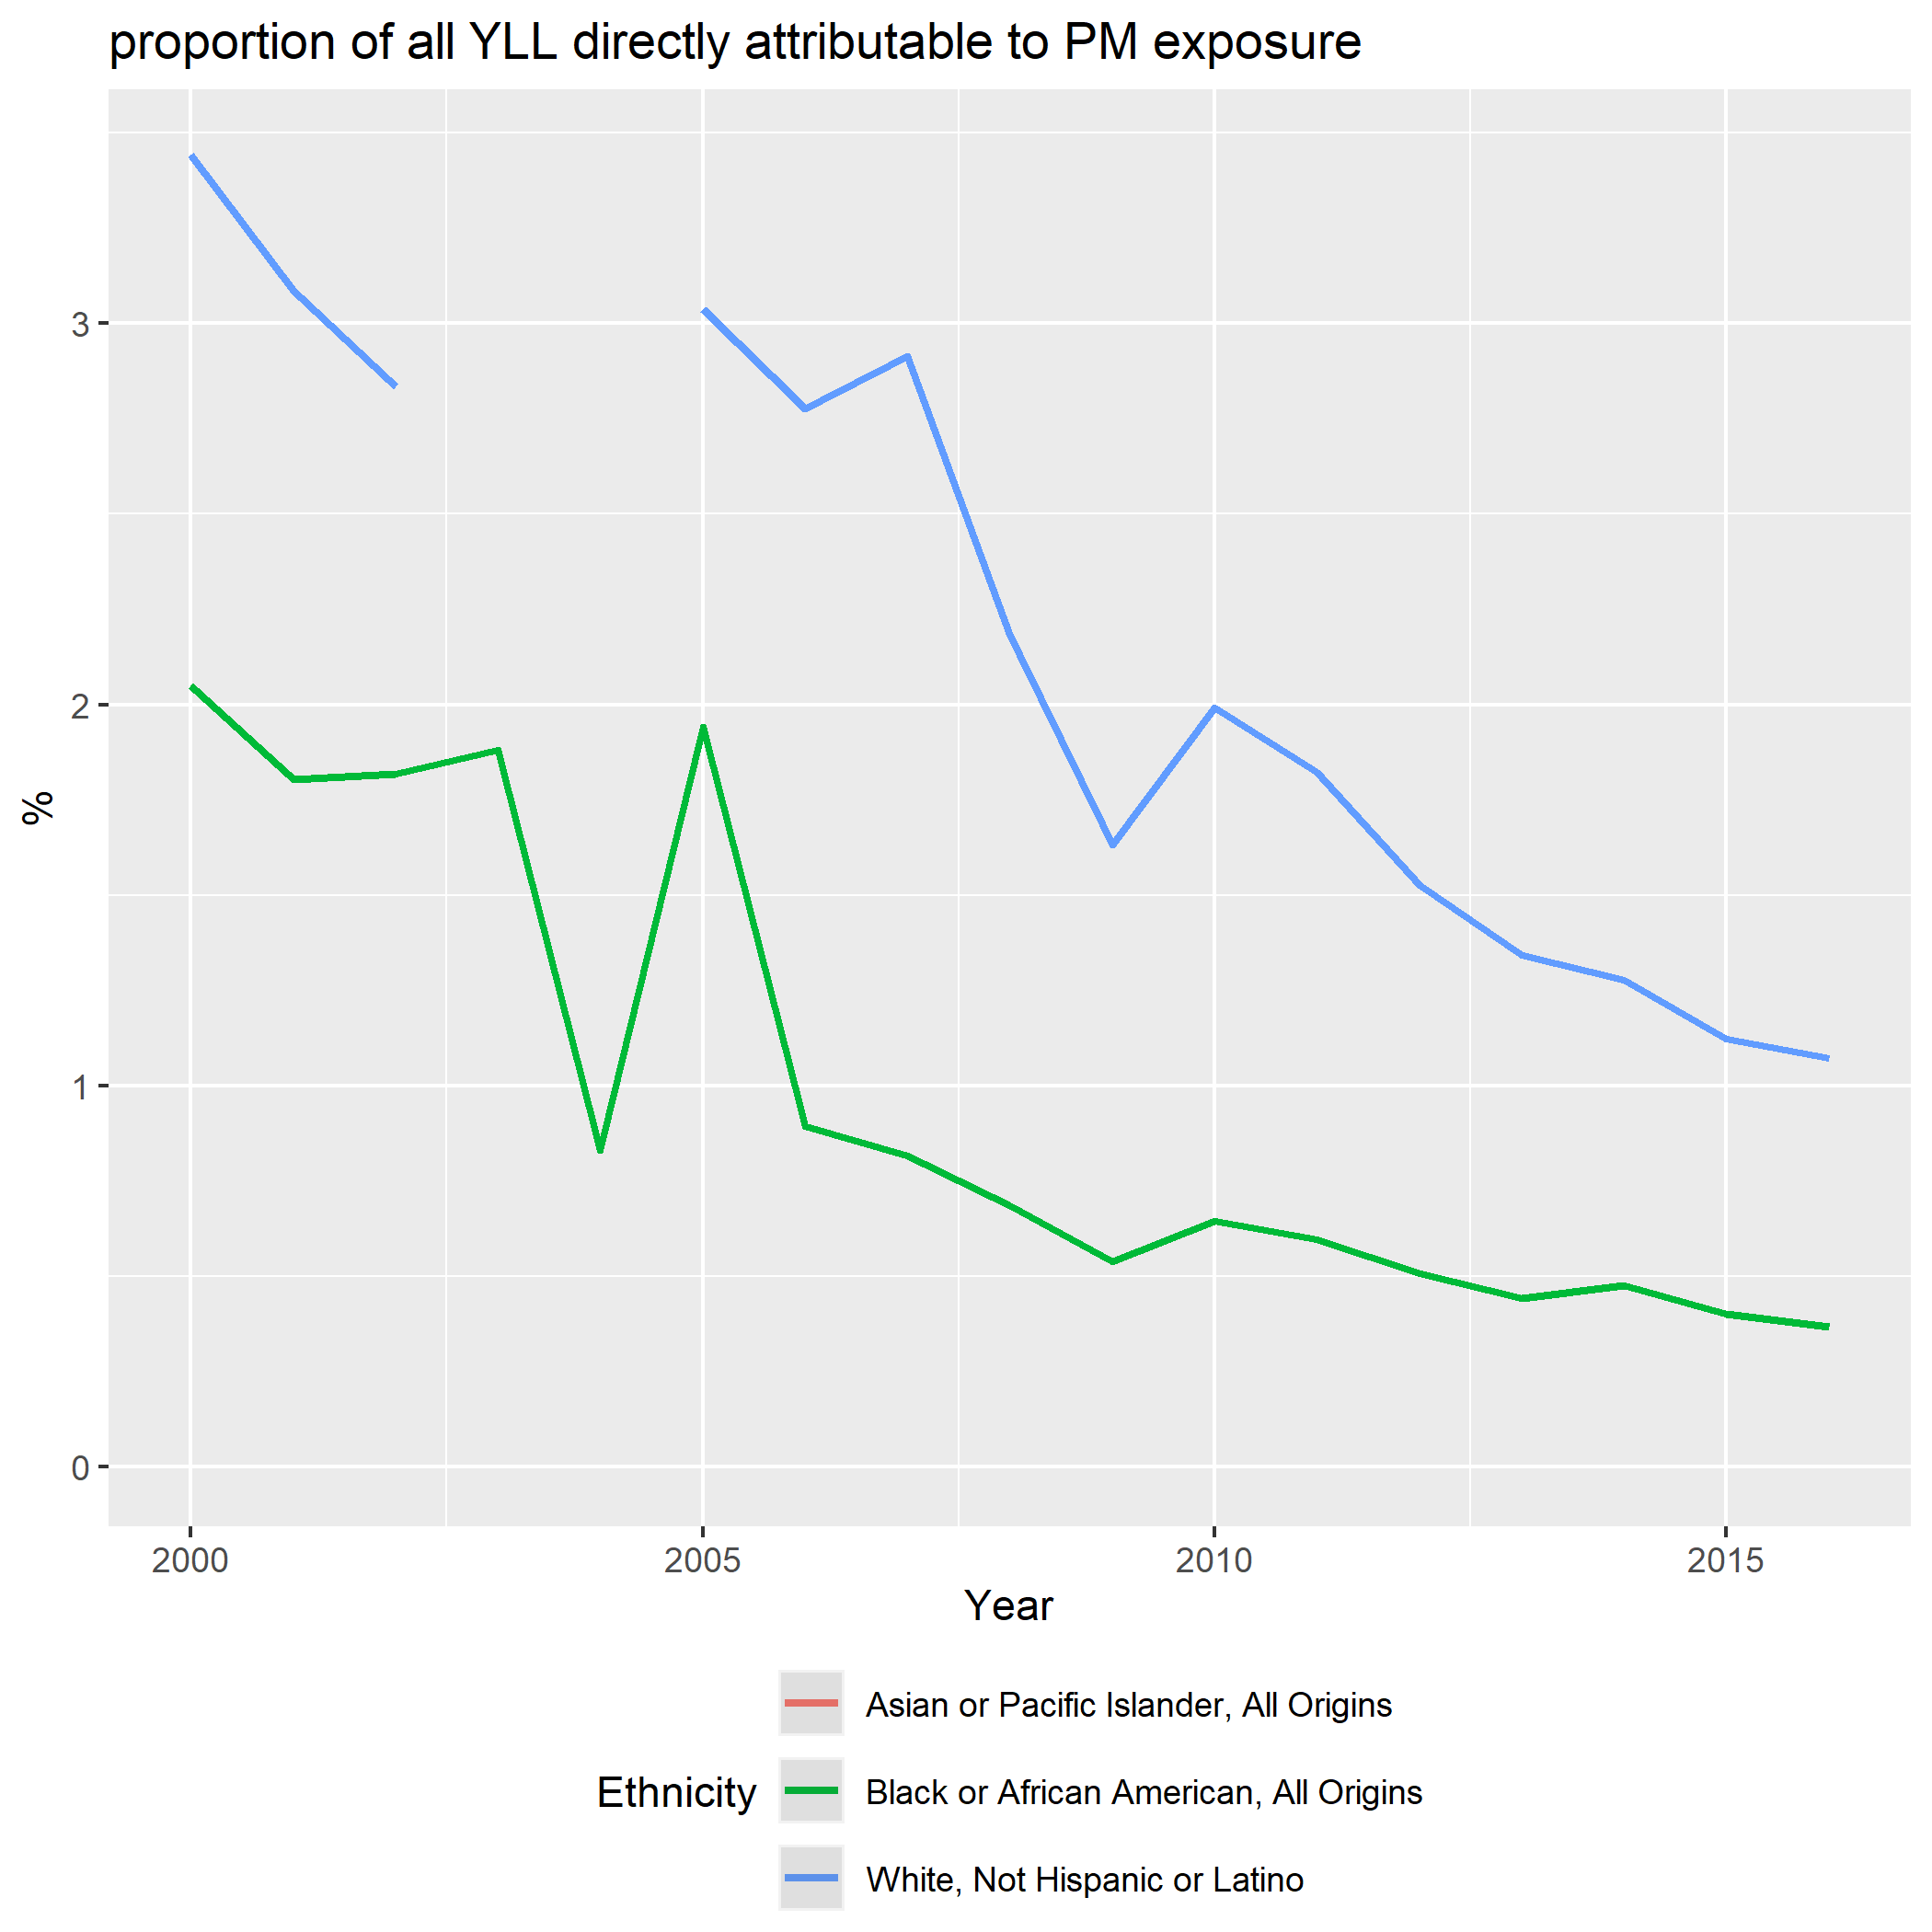 proportion of all YLL directly attributable to PM exposure
3
2
%
1
0
2000 2005 2010 2015
Year
Asian or Pacific Islander, All Origins
Ethnicity Black or African American, All Origins
White, Not Hispanic or Latino